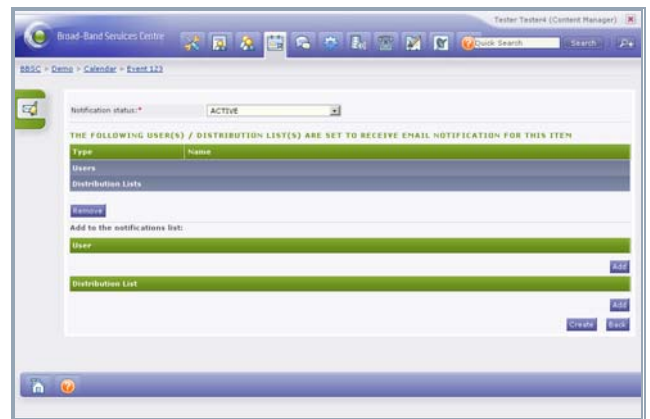 Tester Tester4 (Content Manager)
Broad-Band Services Centre
Quick Search
Search
BBSC > Demo > Calendar > Event 123
Notification status:*
ACTIVE
THE FOLLOWING USER(S) / DISTRIBUTION LIST(S) ARE SET TO RECEIVE EMAIL NOTIFICATION FOR THIS ITEM
Type Name
Users
Distribution Lists
Remove
Add to the notifications list:
User
Add
Distribution List
Add
Create Back